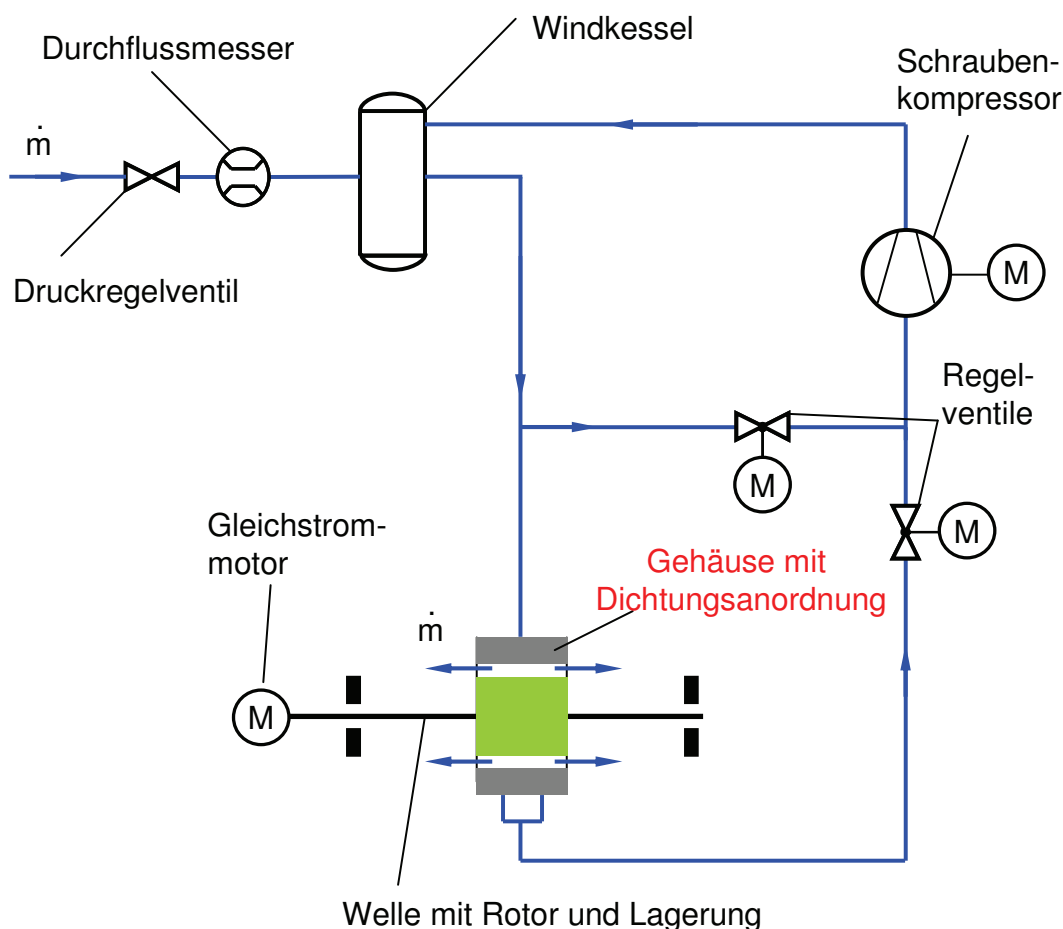 Windkessel
Durchflussmesser
Schrauben-
kompressor
ṁ
M
Druckregelventil
Regel-
ventile
M
M
Gleichstrom-
motor
Gehäuse mit
Dichtungsanordnung
ṁ
M
Welle mit Rotor und Lagerung